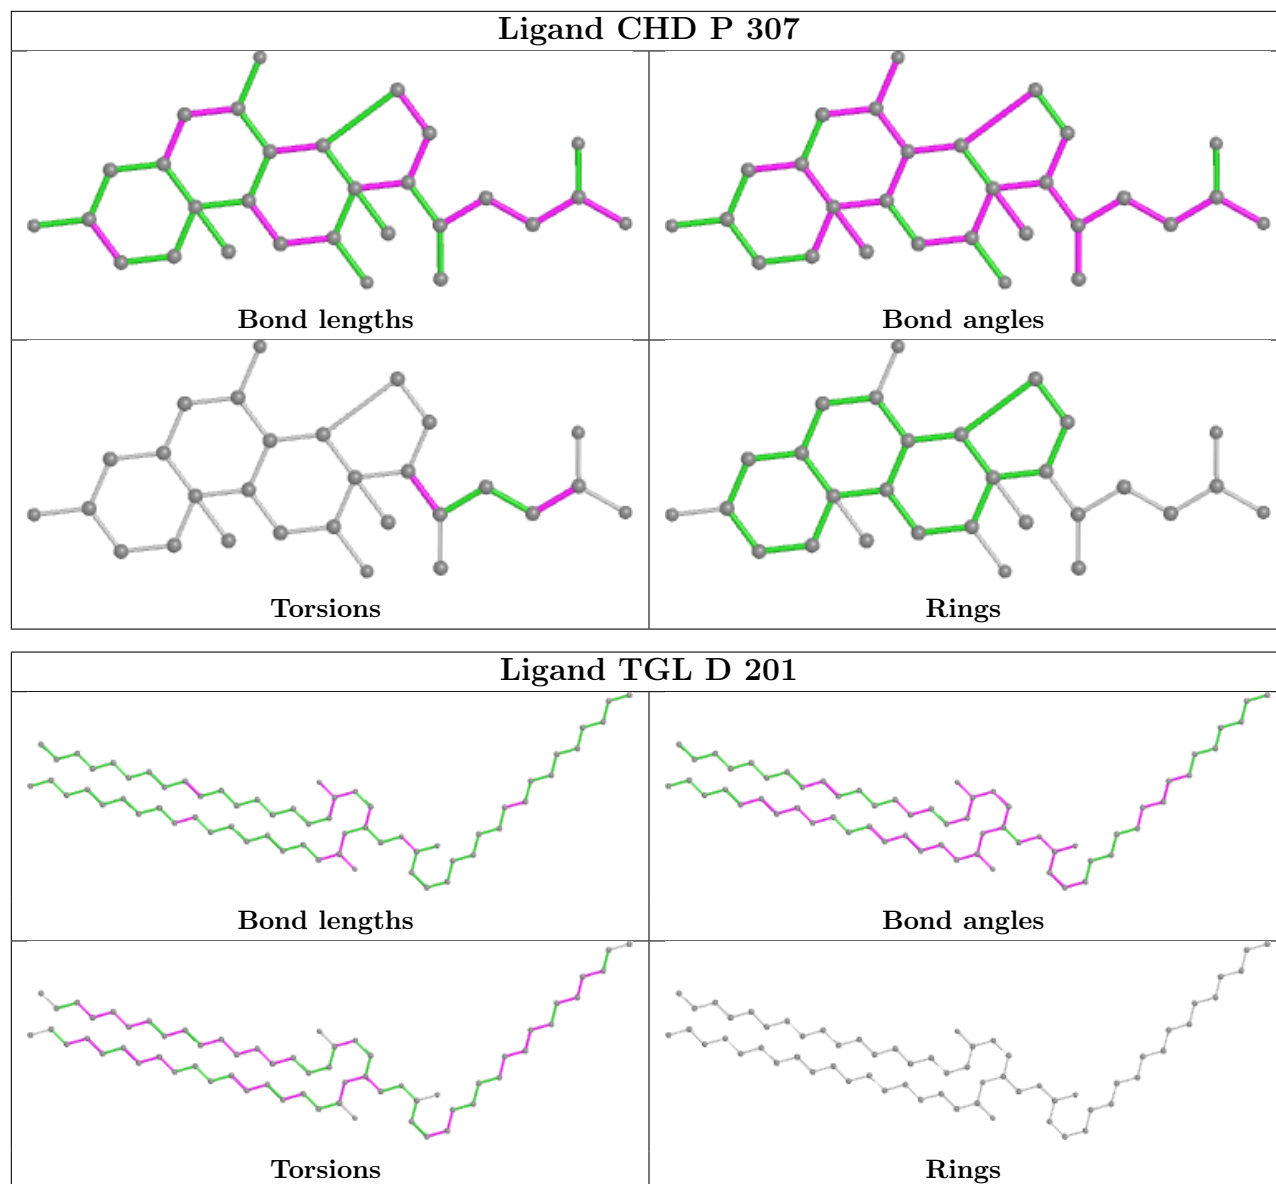 Ligand CHD P 307
Bond lengths
Bond angles
Torsions
Rings
Ligand TGL D 201
Bond lengths
Bond angles
Torsions
Rings